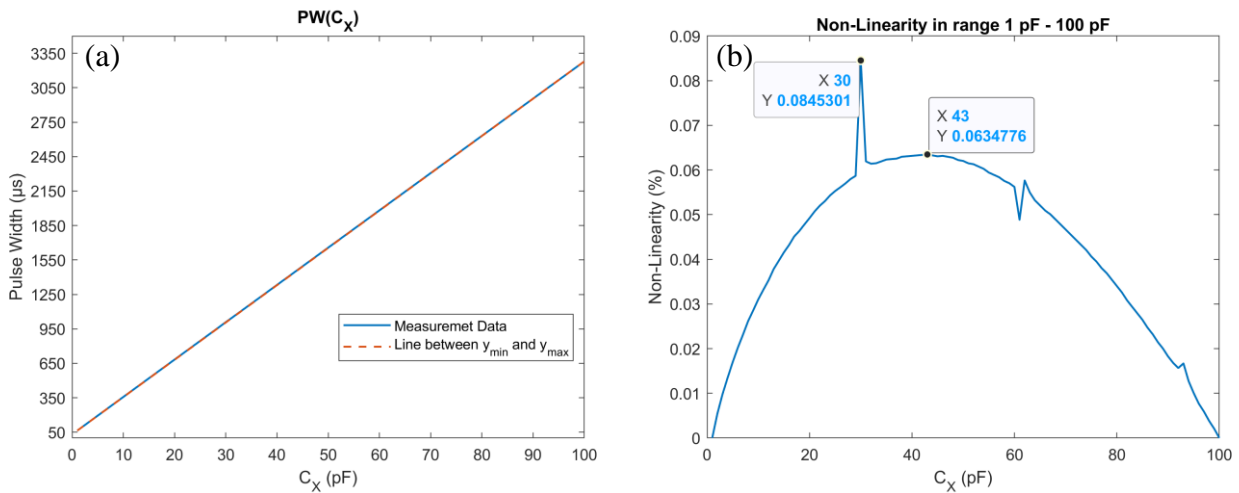 PW(C_X)
(a)
3350
3050
2750
2450
2150
1850
1550
1250
950
650
350
50
Pulse Width (μs)
Measuremet Data
Line between y_min and y_max
0 10 20 30 40 50 60 70 80 90 100
C_X (pF)
Non-Linearity in range 1 pF - 100 pF
(b)
0.09
0.08
0.07
0.06
0.05
0.04
0.03
0.02
0.01
0
Non-Linearity (%)
X 30
Y 0.0845301
X 43
Y 0.0634776
0 20 40 60 80 100
C_X (pF)